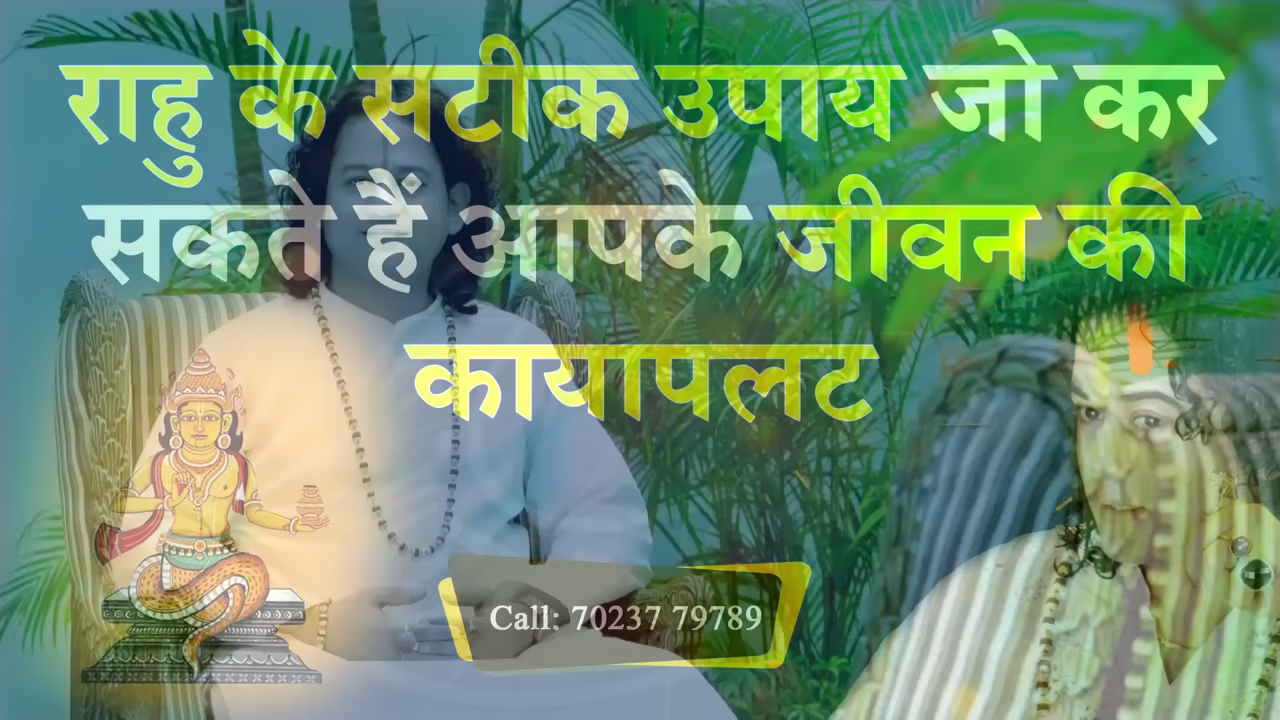 राहु के सटीक उपाय जो कर
सकते हैं आपके जीवन की
कायापलट
Call: 70237 79789